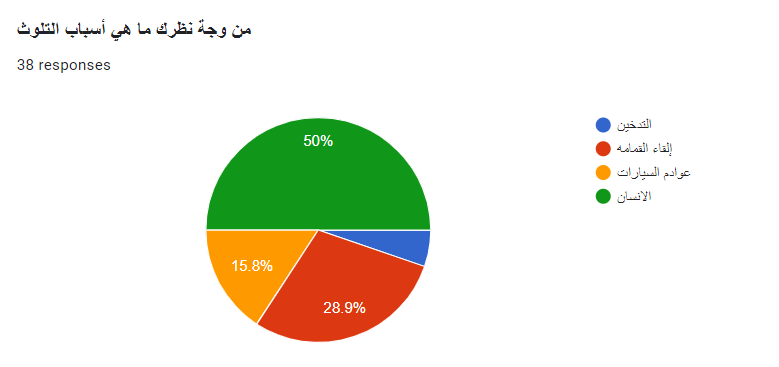 من وجة نظرك ما هي أسباب التلوث
38 responses
50%
15.8%
28.9%
التدخين
إلقاء القمامه
عوادم السيارات
الانسان